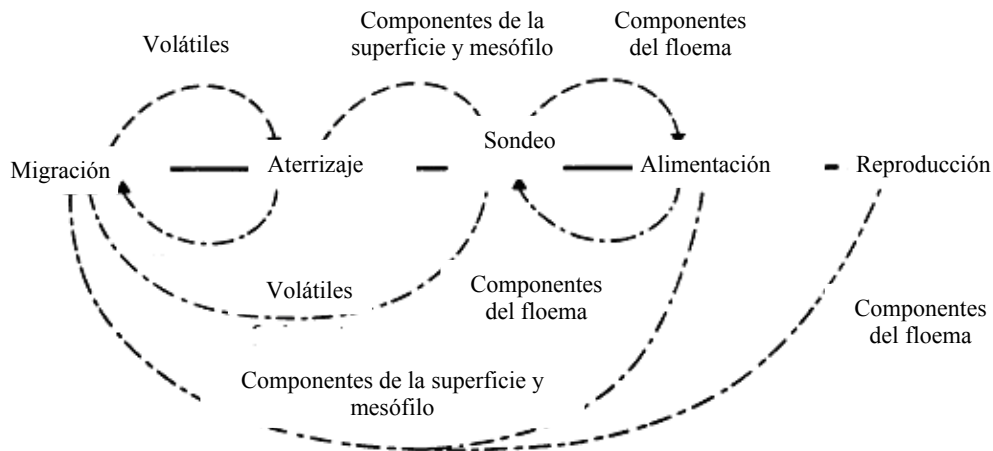 Volátiles
Componentes de la
superficie y mesófilo
Componentes
del floema
Migración
Aterrizaje
Sondeo
Alimentación
Reproducción
Volátiles
Componentes
del floema
Componentes
del floema
Componentes de la superficie y
mesófilo